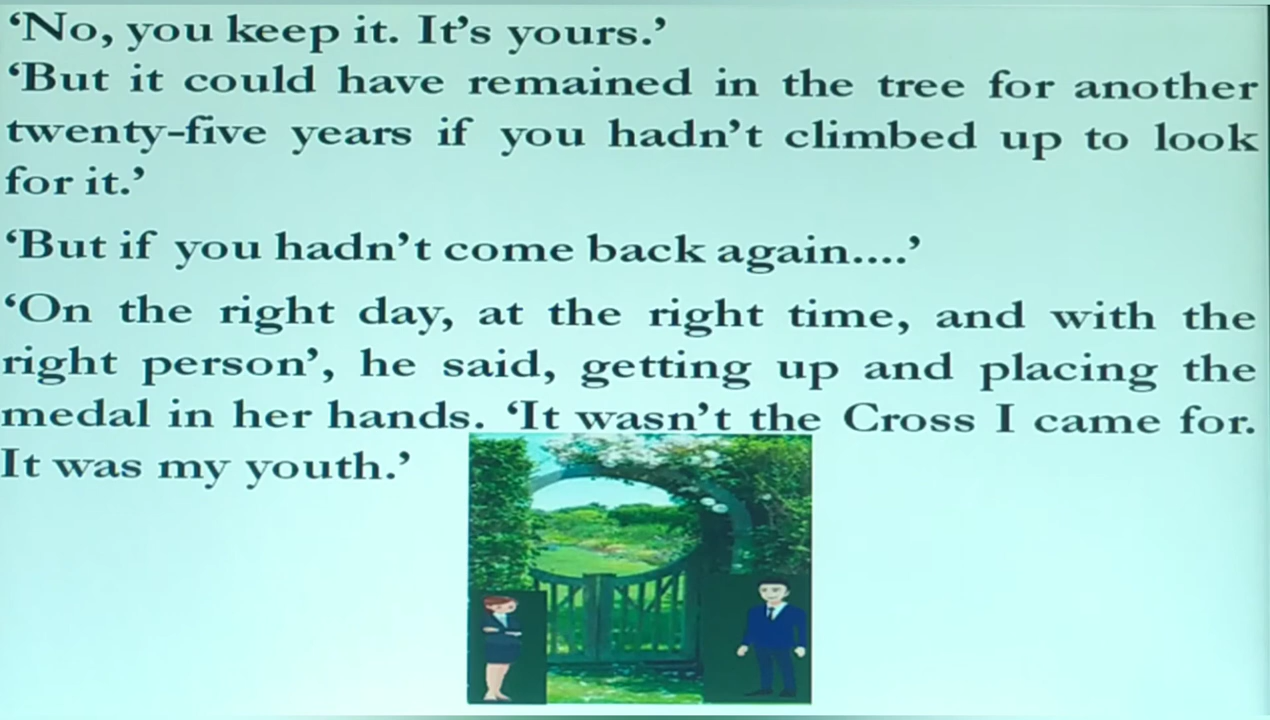 ‘No, you keep it. It’s yours.’
‘But it could have remained in the tree for another
twenty-five years if you hadn’t climbed up to look
for it.’
‘But if you hadn’t come back again....’
‘On the right day, at the right time, and with the
right person’, he said, getting up and placing the
medal in her hands. ‘It wasn’t the Cross I came for.
It was my youth.’